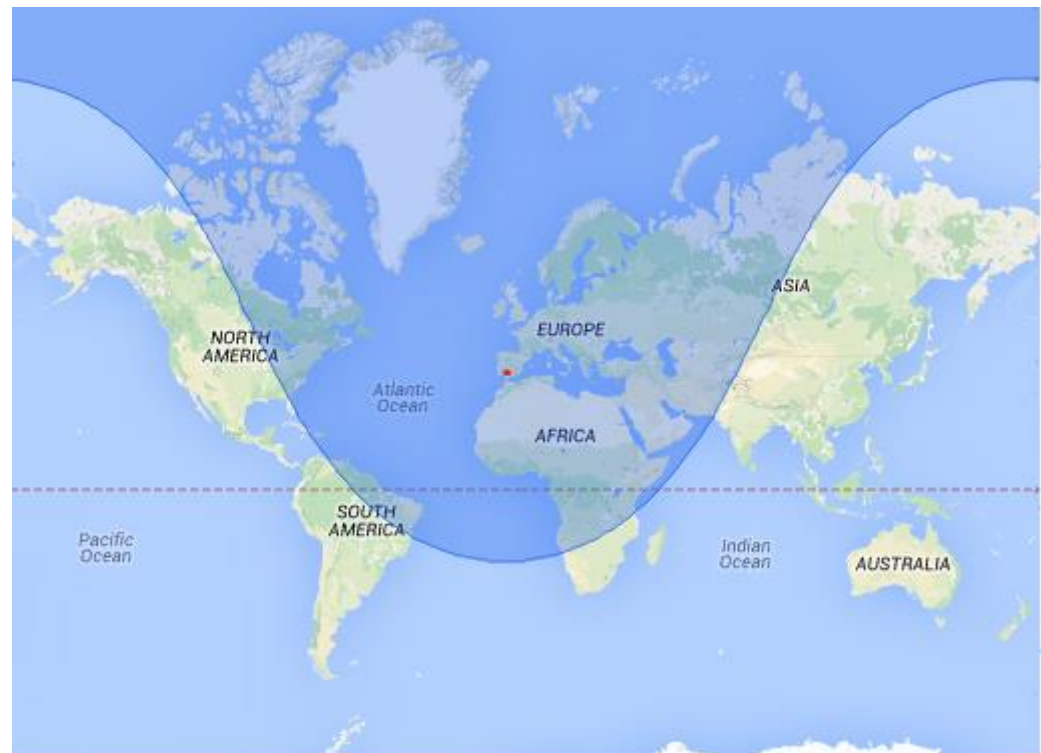 ASIA
EUROPE
NORTH
AMERICA
Atlantic
Ocean
AFRICA
SOUTH
AMERICA
Pacific
Ocean
Indian
Ocean
AUSTRALIA